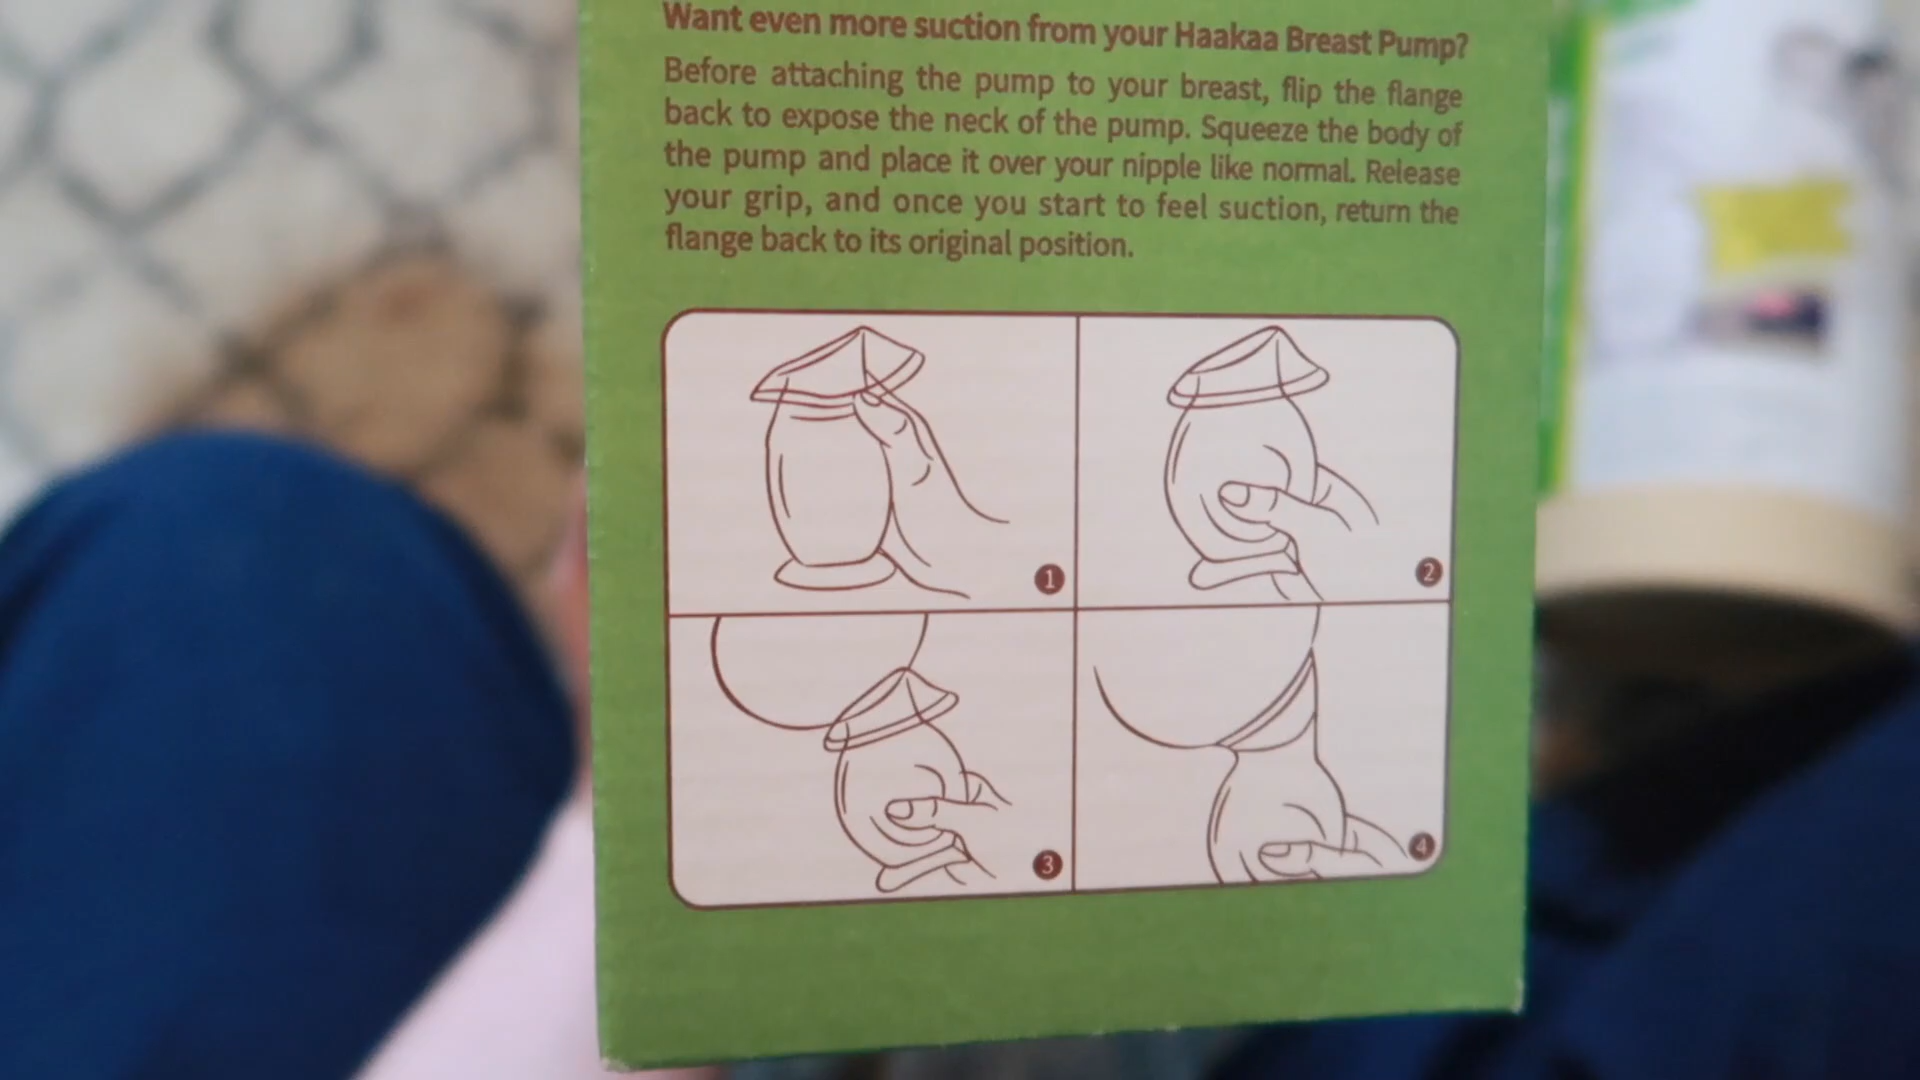 Want even more suction from your Haakaa Breast Pump?
Before attaching the pump to your breast, flip the flange
back to expose the neck of the pump. Squeeze the body of
the pump and place it over your nipple like normal. Release
your grip, and once you start to feel suction, return the
flange back to its original position.
1
2
3
4